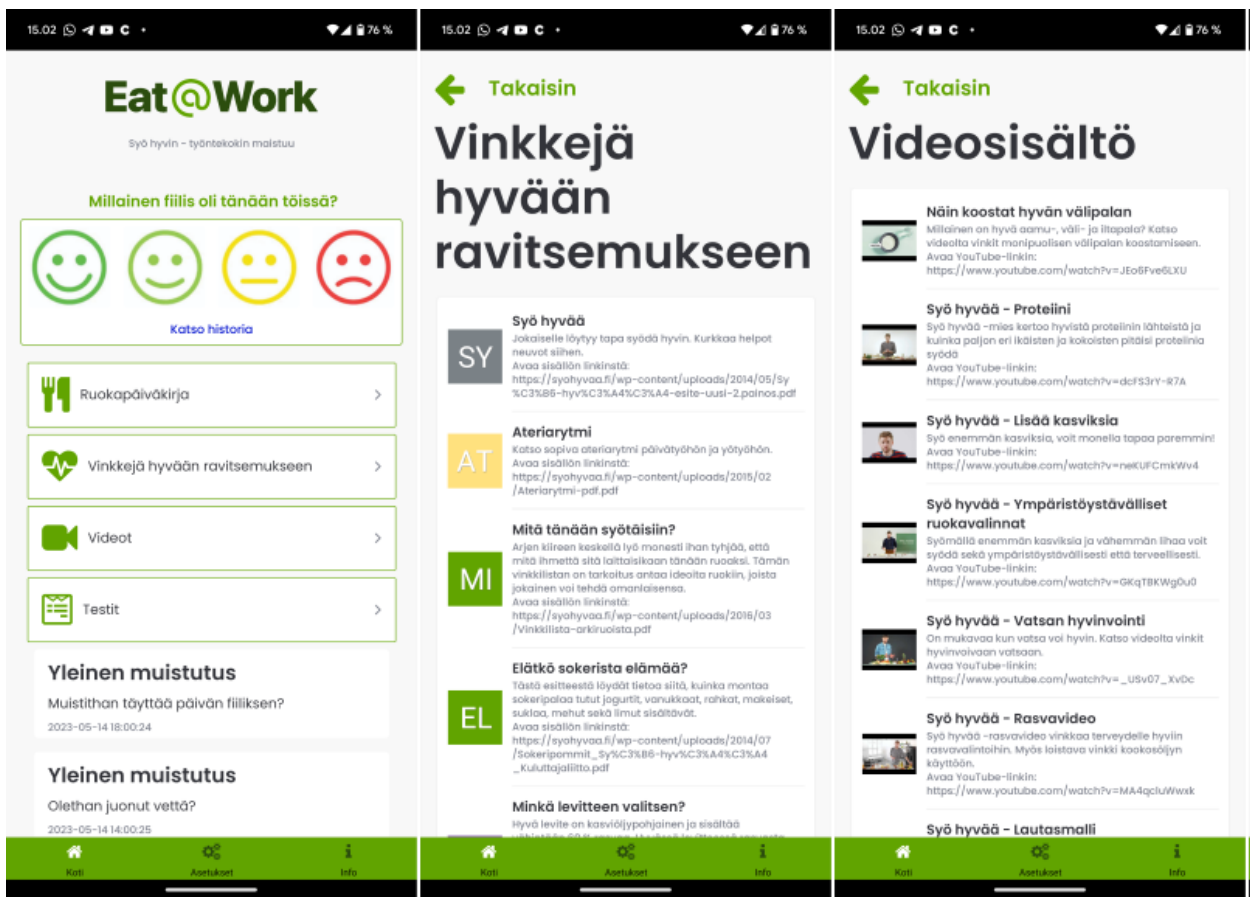 15.02
76 %
Eat@Work
Syö hyvin - työntekokin maistuu
Millainen fiilis oli tänään töissä?
Katso historia
Ruokapäiväkirja
Vinkkejä hyvään ravitsemukseen
Videot
Testit
Yleinen muistutus
Muistithan täyttää päivän fiiliksen?
2023-05-14 18:00:24
Yleinen muistutus
Olethan juonut vettä?
2023-05-14 14:00:25
Koti
Asetukset
Info
15.02
76 %
Takaisin
Vinkkejä
hyvään
ravitsemukseen
SY
Syö hyvää
Jokaiselle löytyy tapa syödä hyvin. Kurkkaa helpot
neuvot siihen.
Avaa sisällön linkinstä:
https://syohyvaa.fi/wp-content/uploads/2014/05/Sy
%C3%B6-hyv%C3%A4%C3%A4-esite-uusi-2.painos.pdf
AT
Ateriarytmi
Katso sopiva ateriarytmi päivätyöhön ja yötyöhön.
Avaa sisällön linkinstä:
https://syohyvaa.fi/wp-content/uploads/2015/02
/Ateriarytmi-pdf.pdf
MI
Mitä tänään syötäisiin?
Arjen kiireen keskellä lyö monesti ihan tyhjää, että
mitä ihmettä sitä laittaisikaan tänään ruoaksi. Tämän
vinkkilistan on tarkoitus antaa ideoita ruokiin, joista
jokainen voi tehdä omanlaisensa.
Avaa sisällön linkinstä:
https://syohyvaa.fi/wp-content/uploads/2016/03
/Vinkkilista-arkiruoista.pdf
EL
Elätkö sokerista elämää?
Tästä esitteestä löydät tietoa siitä, kuinka montaa
sokeripalaa tutut jogurtit, vanukkaat, rahkat, makeiset,
suklaa, mehut sekä limut sisältävät.
Avaa sisällön linkinstä:
https://syohyvaa.fi/wp-content/uploads/2014/07
/Sokeripommit_Sy%C3%B6-hyv%C3%A4%C3%A4
_Kuluttajaliitto.pdf
Minkä levitteen valitsen?
Hyvä levite on kasviöljypohjainen ja sisältää
Koti
Asetukset
Info
15.02
76 %
Takaisin
Videosisältö
Näin koostat hyvän välipalan
Millainen on hyvä aamu-, väli- ja iltapala? Katso
videolta vinkit monipuolisen välipalan koostamiseen.
Avaa YouTube-linkin:
https://www.youtube.com/watch?v=JEo6Fve6LXU
Syö hyvää - Proteiini
Syö hyvää -mies kertoo hyvistä proteiinin lähteistä ja
kuinka paljon eri ikäisten ja kokoisten pitäisi proteiinia
syödä
Avaa YouTube-linkin:
https://www.youtube.com/watch?v=dcFS3rY-R7A
Syö hyvää - Lisää kasviksia
Syö enemmän kasviksia, voit monella tapaa paremmin!
Avaa YouTube-linkin:
https://www.youtube.com/watch?v=neKUFCmkWv4
Syö hyvää - Ympäristöystävälliset
ruokavalinnat
Syömällä enemmän kasviksia ja vähemmän lihaa voit
syödä sekä ympäristöystävällisesti että terveellisesti.
Avaa YouTube-linkin:
https://www.youtube.com/watch?v=GKqTBKWg0u0
Syö hyvää - Vatsan hyvinvointi
On mukavaa kun vatsa voi hyvin. Katso videolta vinkit
hyvinvoivaan vatsaan.
Avaa YouTube-linkin:
https://www.youtube.com/watch?v=_USv07_XvDc
Syö hyvää - Rasvavideo
Syö hyvää -rasvavideo vinkkaa terveydelle hyviin
rasvavalintoihin. Myös loistava vinkki kookosöljyn
käyttöön.
Avaa YouTube-linkin:
https://www.youtube.com/watch?v=MA4qcluWwxk
Syö hyvää - Lautasmalli
Koti
Asetukset
Info